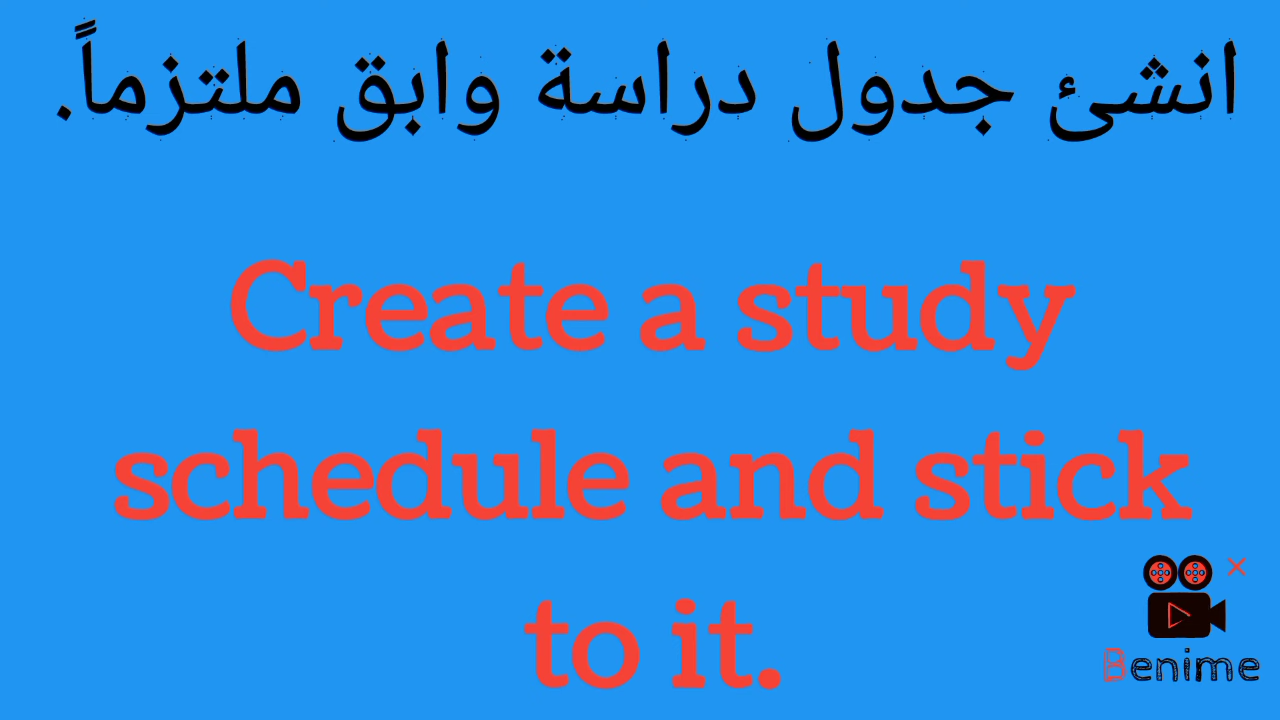 انشئ جدول دراسة وابق ملتزماً.
Create a study
schedule and stick
to it.
Benime